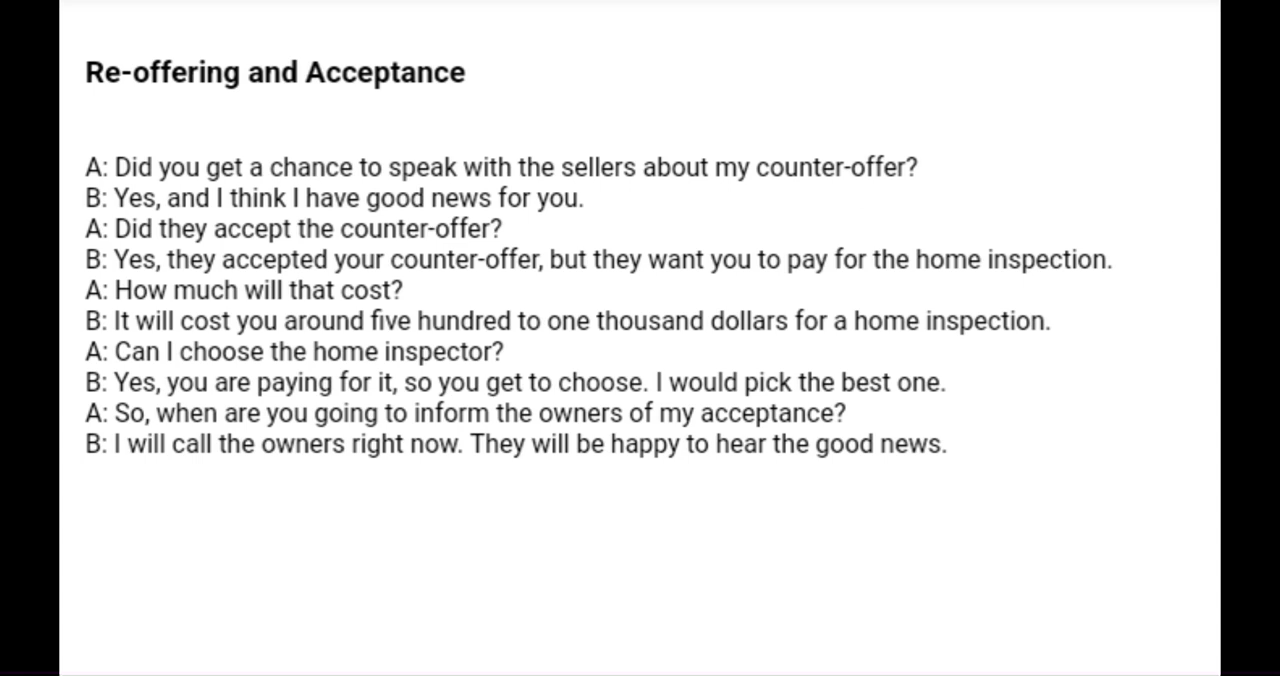 Re-offering and Acceptance
A: Did you get a chance to speak with the sellers about my counter-offer?
B: Yes, and I think I have good news for you.
A: Did they accept the counter-offer?
B: Yes, they accepted your counter-offer, but they want you to pay for the home inspection.
A: How much will that cost?
B: It will cost you around five hundred to one thousand dollars for a home inspection.
A: Can I choose the home inspector?
B: Yes, you are paying for it, so you get to choose. I would pick the best one.
A: So, when are you going to inform the owners of my acceptance?
B: I will call the owners right now. They will be happy to hear the good news.